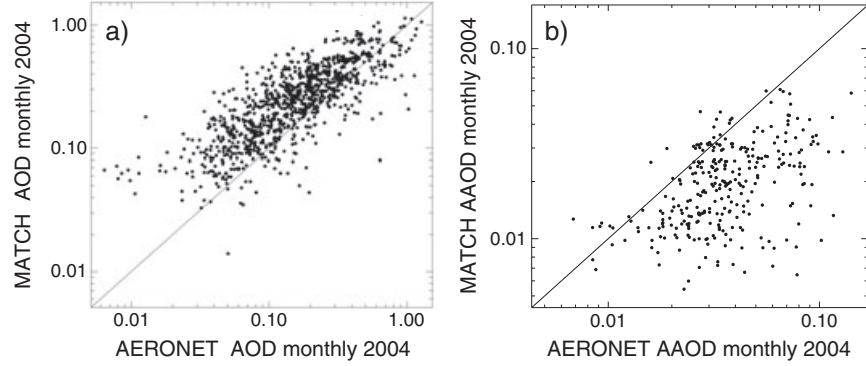 a)
MATCH AOD monthly 2004
1.00
0.10
0.01
0.01 0.10 1.00
AERONET AOD monthly 2004
b)
MATCH AAOD monthly 2004
0.10
0.01
0.01 0.10
AERONET AAOD monthly 2004